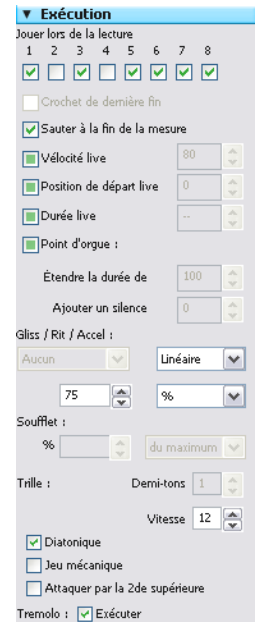 ▼ Exécution
Jouer lors de la lecture
1 2 3 4 5 6 7 8
Crochet de dernière fin
Sauter à la fin de la mesure
Vélocité live 80
Position de départ live 0
Durée live --
Point d'orgue :
Étendre la durée de 100
Ajouter un silence 0
Gliss / Rit / Accel :
Aucun Linéaire
75 %
Soufflet :
% du maximum
Trille : Demi-tons 1
Vitesse 12
Diatonique
Jeu mécanique
Attaquer par la 2de supérieure
Tremolo : Exécuter